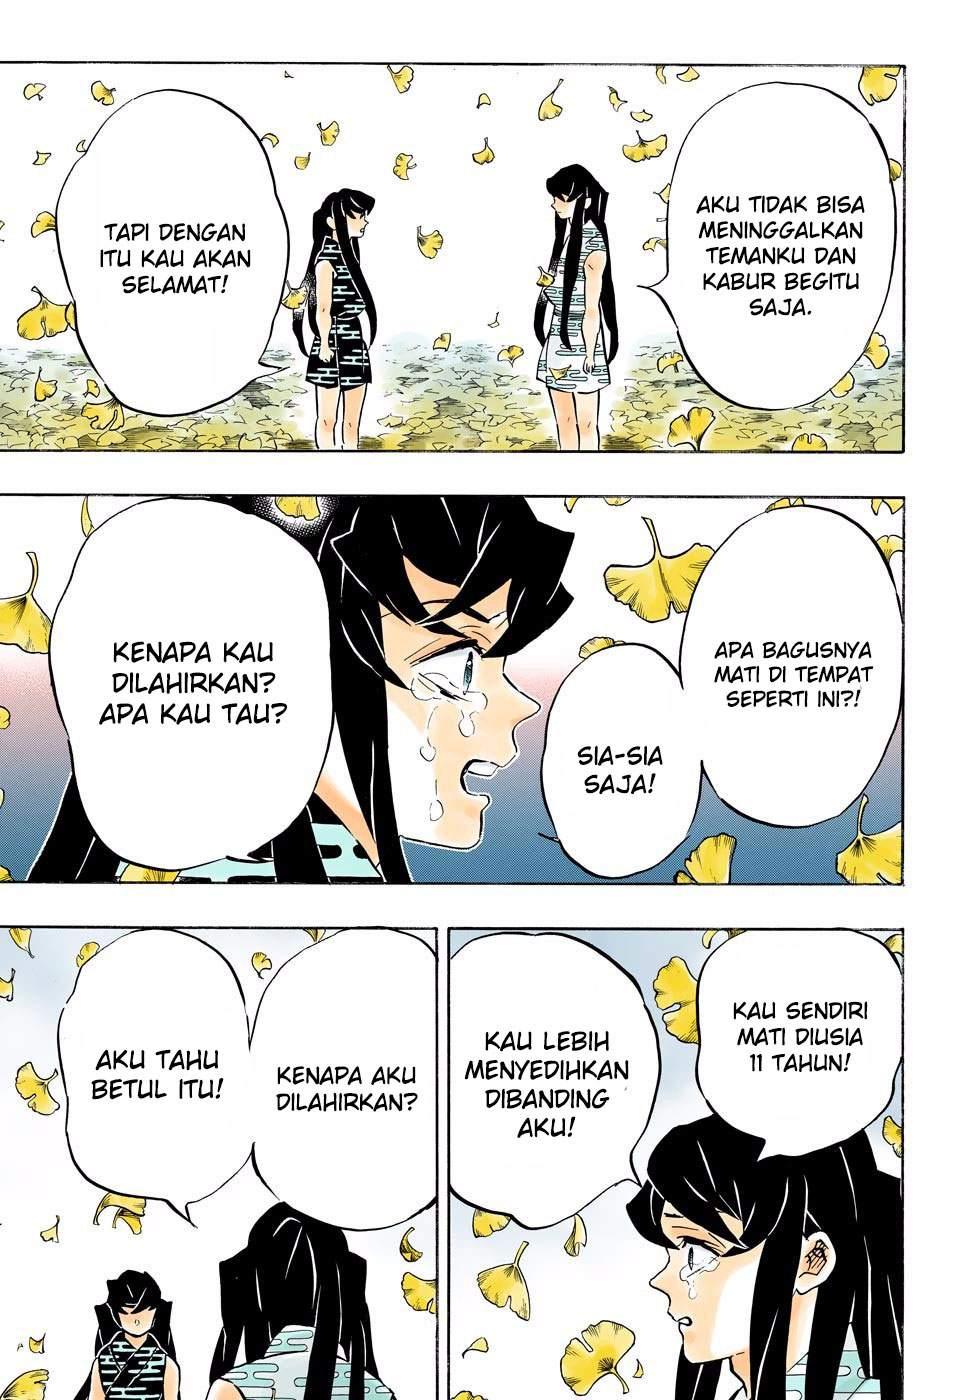 AKU TIDAK BISA
MENINGGALKAN
TEMANKU DAN
KABUR BEGITU
SAJA.
TAPI DENGAN
ITU KAU AKAN
SELAMAT!
APA BAGUSNYA
MATI DI TEMPAT
SEPERTI INI?!
SIA-SIA
SAJA!
KENAPA KAU
DILAHIRKAN?
APA KAU TAU?
KAU SENDIRI
MATI DIUSIA
11 TAHUN!
KAU LEBIH
MENYEDIHKAN
DIBANDING
AKU!
KENAPA AKU
DILAHIRKAN?
AKU TAHU
BETUL ITU!